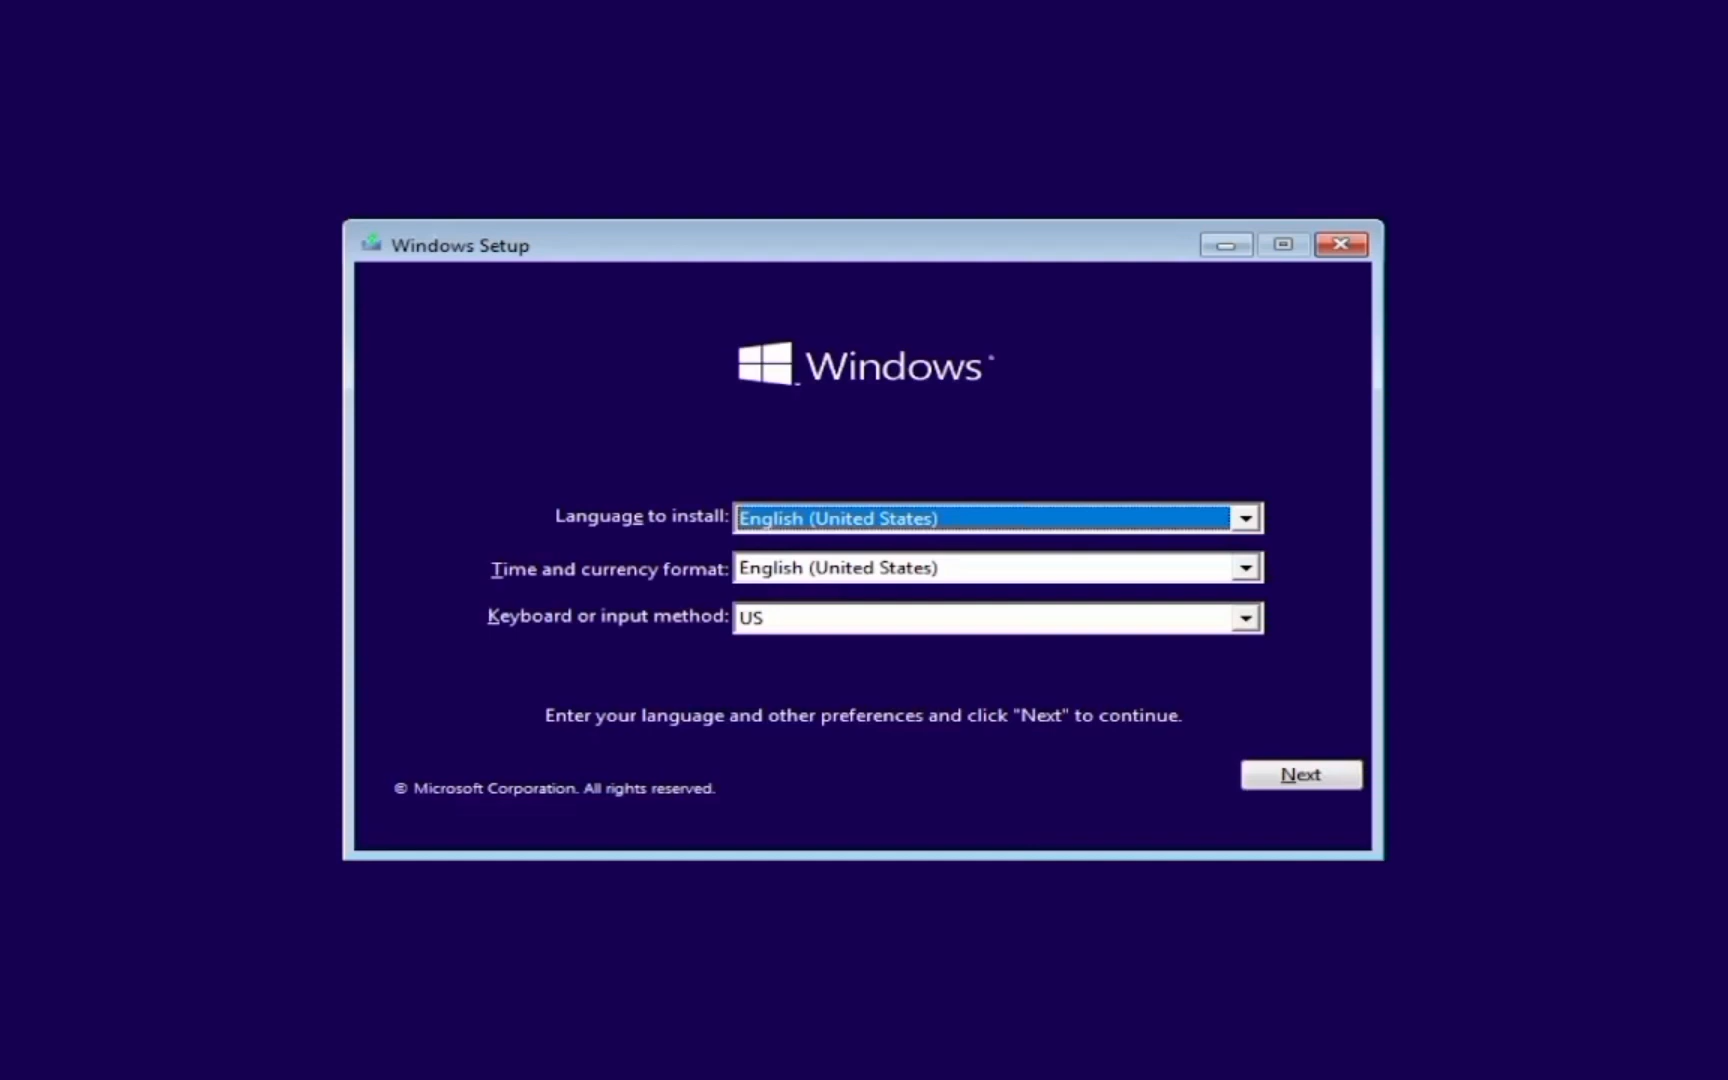 Windows Setup
Windows
Language to install: English (United States)
Time and currency format: English (United States)
Keyboard or input method: US
Enter your language and other preferences and click "Next" to continue.
Next
© Microsoft Corporation. All rights reserved.